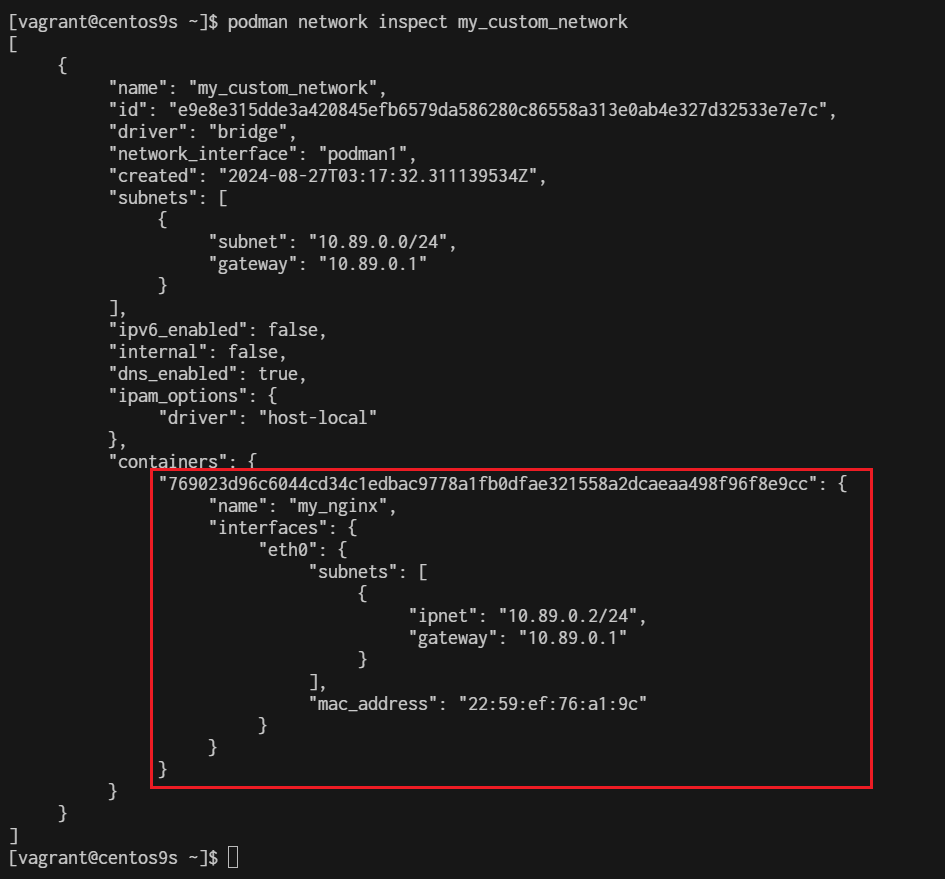 [vagrant@centos9s ~]$ podman network inspect my_custom_network
[
     {
          "name": "my_custom_network",
          "id": "e9e8e315dde3a420845efb6579da586280c86558a313e0ab4e327d32533e7e7c",
          "driver": "bridge",
          "network_interface": "podman1",
          "created": "2024-08-27T03:17:32.311139534Z",
          "subnets": [
               {
                    "subnet": "10.89.0.0/24",
                    "gateway": "10.89.0.1"
               }
          ],
          "ipv6_enabled": false,
          "internal": false,
          "dns_enabled": true,
          "ipam_options": {
               "driver": "host-local"
          },
          "containers": {
               "769023d96c6044cd34c1edbac9778a1fb0dfae321558a2dcaeaa498f96f8e9cc": {
                    "name": "my_nginx",
                    "interfaces": {
                         "eth0": {
                              "subnets": [
                                   {
                                        "ipnet": "10.89.0.2/24",
                                        "gateway": "10.89.0.1"
                                   }
                              ],
                              "mac_address": "22:59:ef:76:a1:9c"
                         }
                    }
               }
          }
     }
]
[vagrant@centos9s ~]$